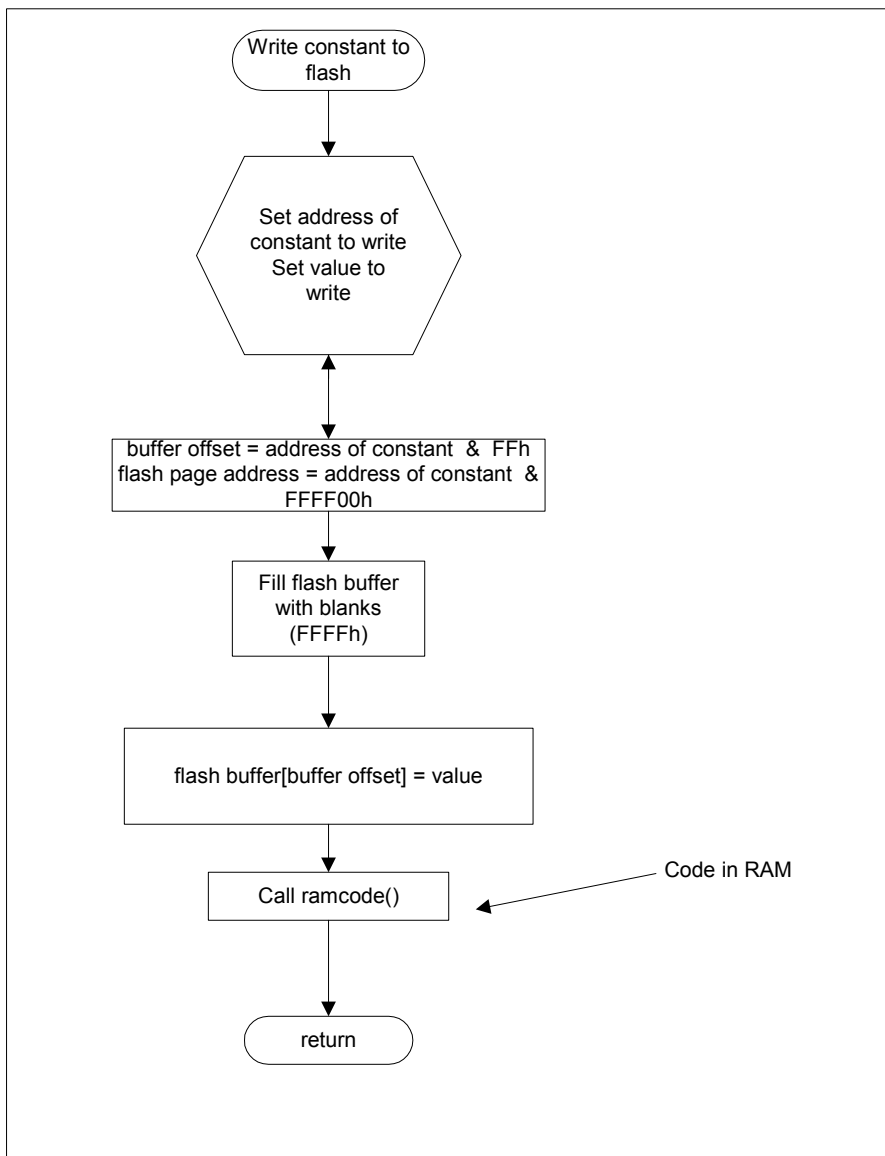 Write constant to
flash
Set address of
constant to write
Set value to
write
buffer offset = address of constant & FFh
flash page address = address of constant &
FFFF00h
Fill flash buffer
with blanks
(FFFFh)
flash buffer[buffer offset] = value
Code in RAM
Call ramcode()
return